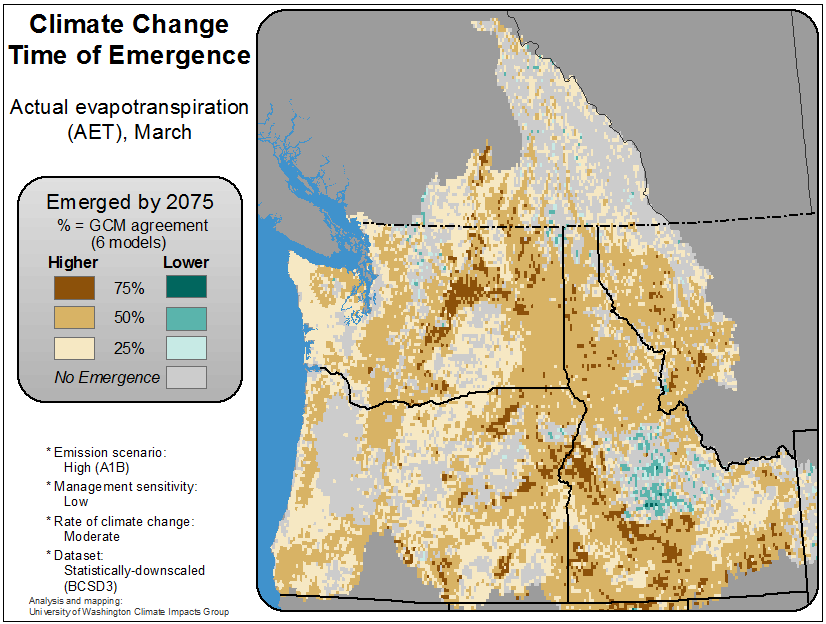 Climate Change
Time of Emergence
Actual evapotranspiration
(AET), March
Emerged by 2075
% = GCM agreement
(6 models)
Higher Lower
75%
50%
25%
No Emergence
* Emission scenario:
High (A1B)
* Management sensitivity:
Low
* Rate of climate change:
Moderate
* Dataset:
Statistically-downscaled
(BCSD3)
Analysis and mapping:
University of Washington Climate Impacts Group